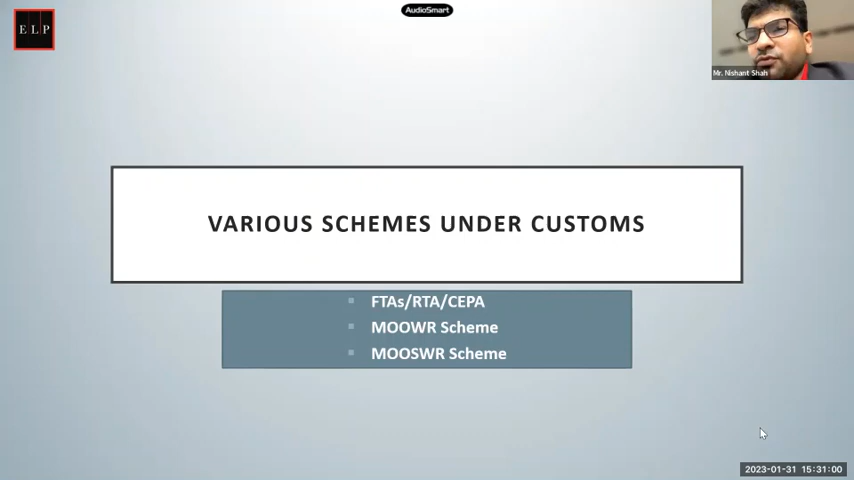 ELP
AudioSmart
Mr. Nishant Shah
VARIOUS SCHEMES UNDER CUSTOMS
FTAs/RTA/CEPA
MOOWR Scheme
MOOSWR Scheme
2023-01-31 15:31:00